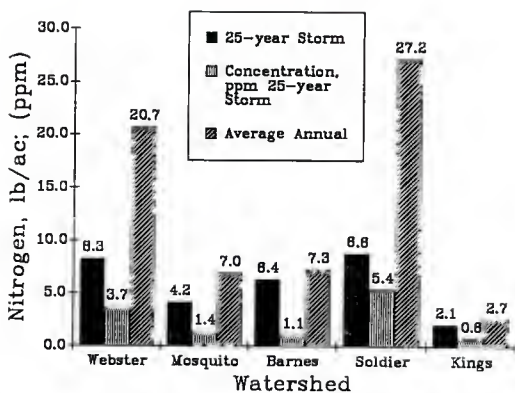 Nitrogen, lb/ac; (ppm)
30.0
25.0
20.0
15.0
10.0
5.0
0.0
25-year Storm
Concentration,
ppm 25-year
Storm
Average Annual
8.3
3.7
20.7
4.2
1.4
7.0
6.4
1.1
7.3
8.8
5.4
27.2
2.1
2.7
Webster Mosquito Barnes Soldier Kings
Watershed